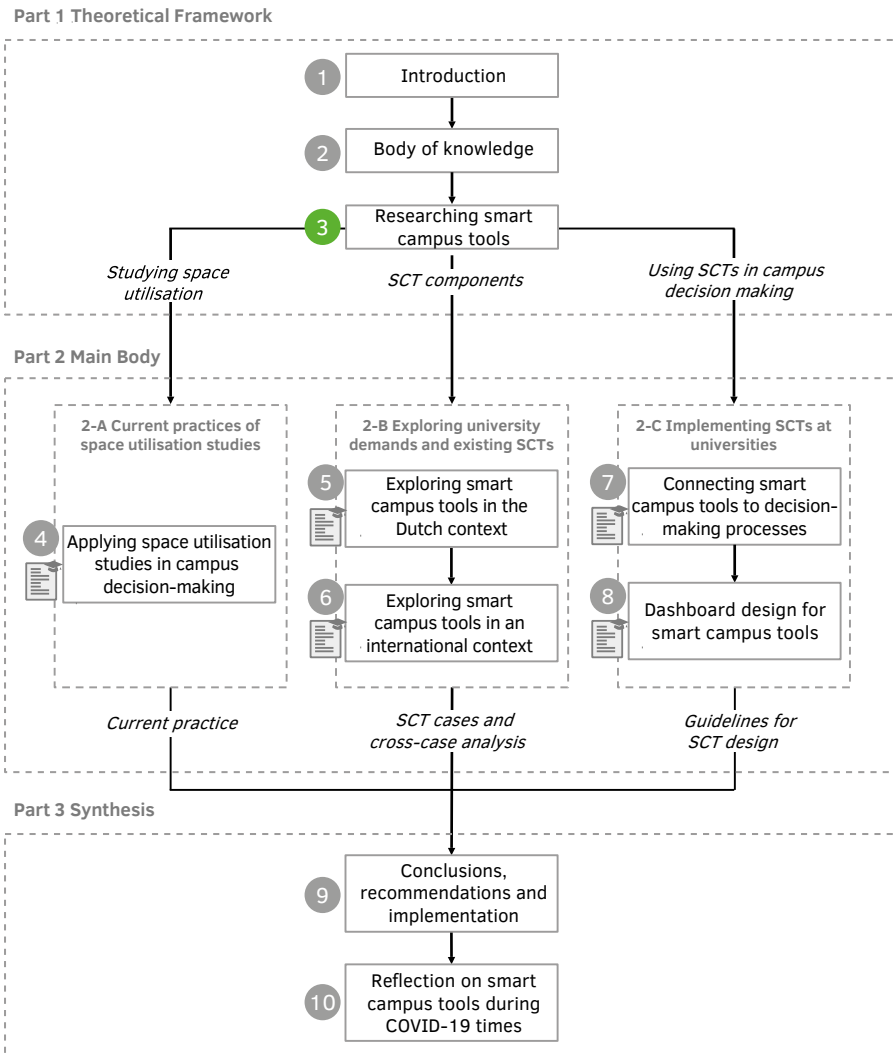 Part 1 Theoretical Framework
1
Introduction
2
Body of knowledge
3
Researching smart
campus tools
Studying space
utilisation
SCT components
Using SCTs in campus
decision making
Part 2 Main Body
2-A Current practices of
space utilisation studies
4
Applying space utilisation
studies in campus
decision-making
2-B Exploring university
demands and existing SCTs
5
Exploring smart
campus tools in the
Dutch context
6
Exploring smart
campus tools in an
international context
2-C Implementing SCTs at
universities
7
Connecting smart
campus tools to decision-
making processes
8
Dashboard design for
smart campus tools
Current practice
SCT cases and
cross-case analysis
Guidelines for
SCT design
Part 3 Synthesis
9
Conclusions,
recommendations and
implementation
10
Reflection on smart
campus tools during
COVID-19 times